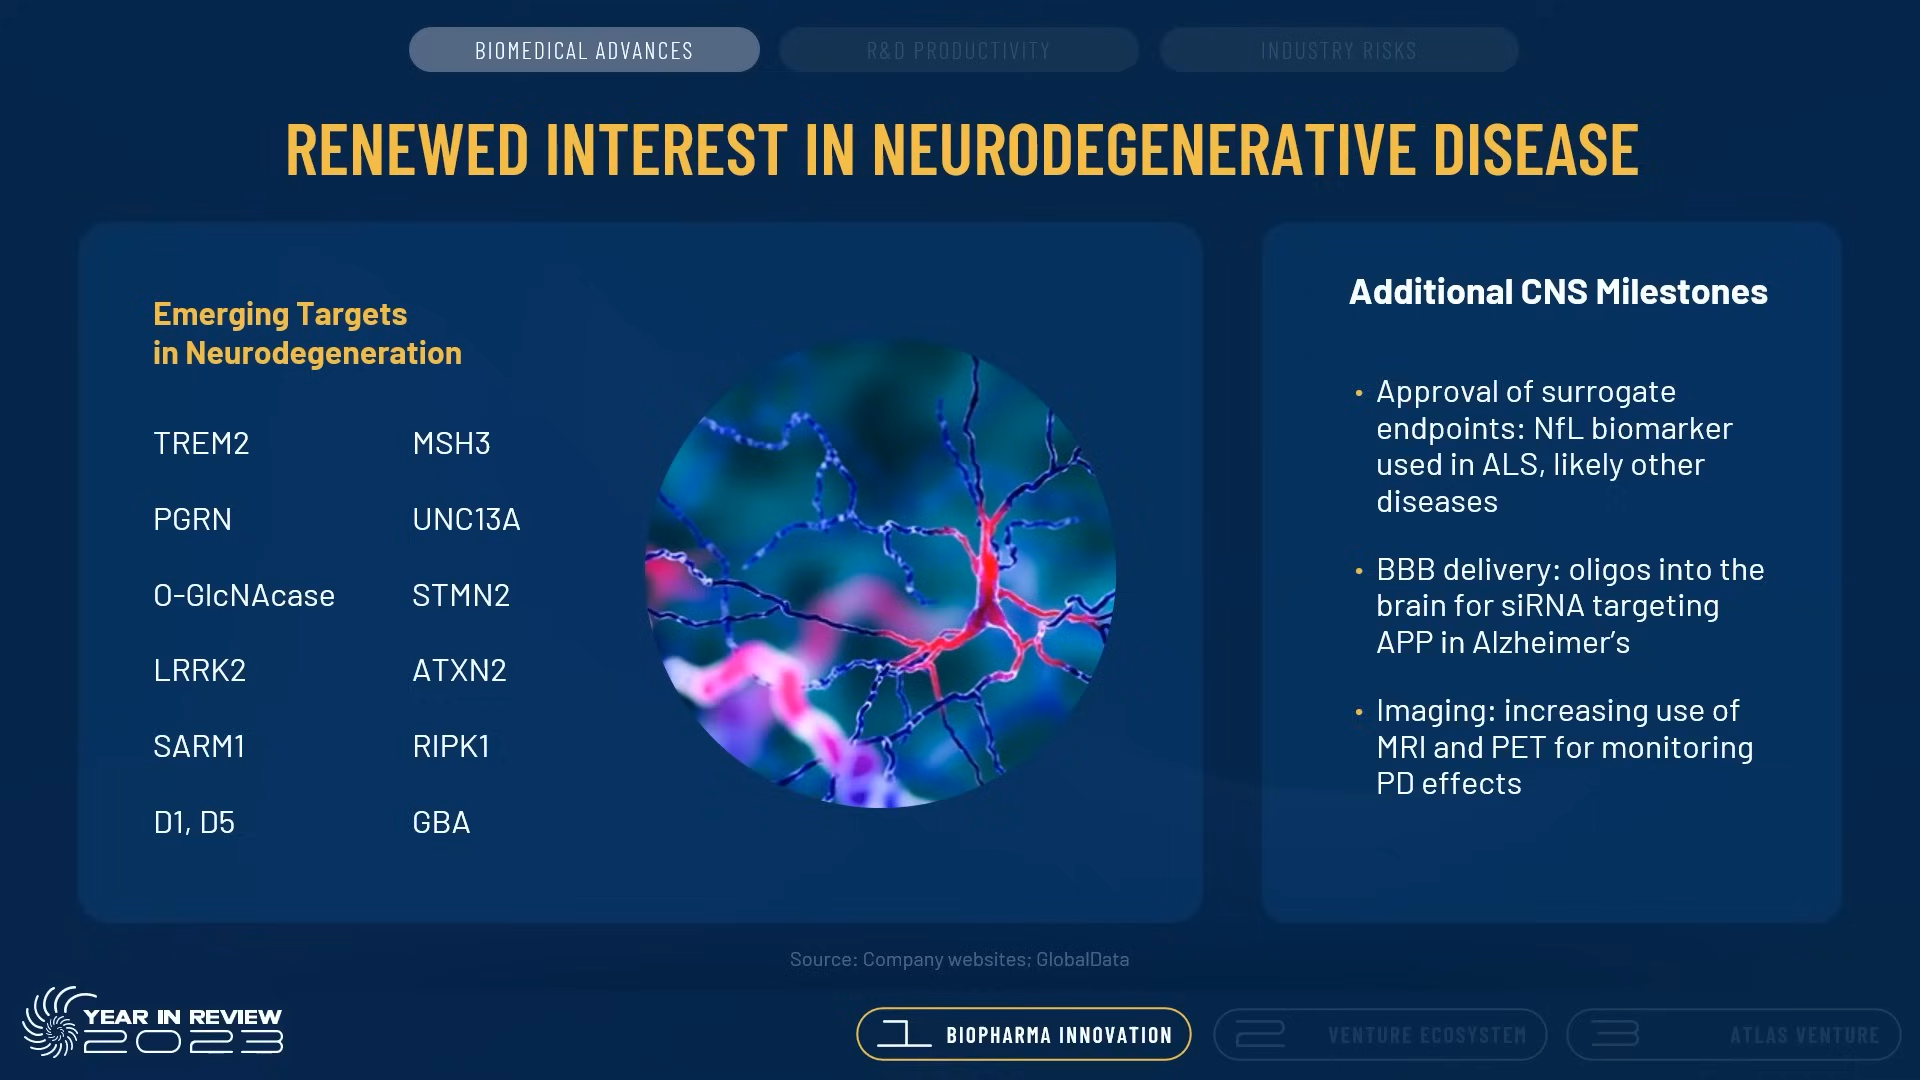 BIOMEDICAL ADVANCES
R&D PRODUCTIVITY
INDUSTRY RISKS
RENEWED INTEREST IN NEURODEGENERATIVE DISEASE
Emerging Targets
in Neurodegeneration
TREM2
PGRN
O-GlcNAcase
LRRK2
SARM1
D1, D5
MSH3
UNC13A
STMN2
ATXN2
RIPK1
GBA
Additional CNS Milestones
• Approval of surrogate
endpoints: NfL biomarker
used in ALS, likely other
diseases
• BBB delivery: oligos into the
brain for siRNA targeting
APP in Alzheimer’s
• Imaging: increasing use of
MRI and PET for monitoring
PD effects
Source: Company websites; GlobalData
YEAR IN REVIEW
2023
1 BIOPHARMA INNOVATION
2 VENTURE ECOSYSTEM
3 ATLAS VENTURE